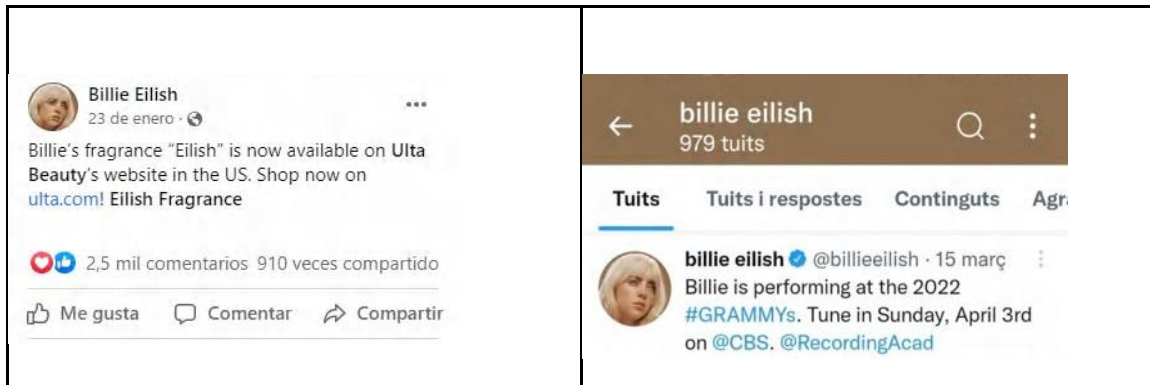 Billie Eilish
23 de enero ·
Billie's fragrance “Eilish” is now available on Ulta
Beauty's website in the US. Shop now on
ulta.com! Eilish Fragrance
2,5 mil comentarios 910 veces compartido
Me gusta Comentar Compartir
billie eilish
979 tuits
Tuits Tuits i respostes Continguts Agr
billie eilish @billieeilish · 15 març
Billie is performing at the 2022
#GRAMMYs. Tune in Sunday, April 3rd
on @CBS. @RecordingAcad